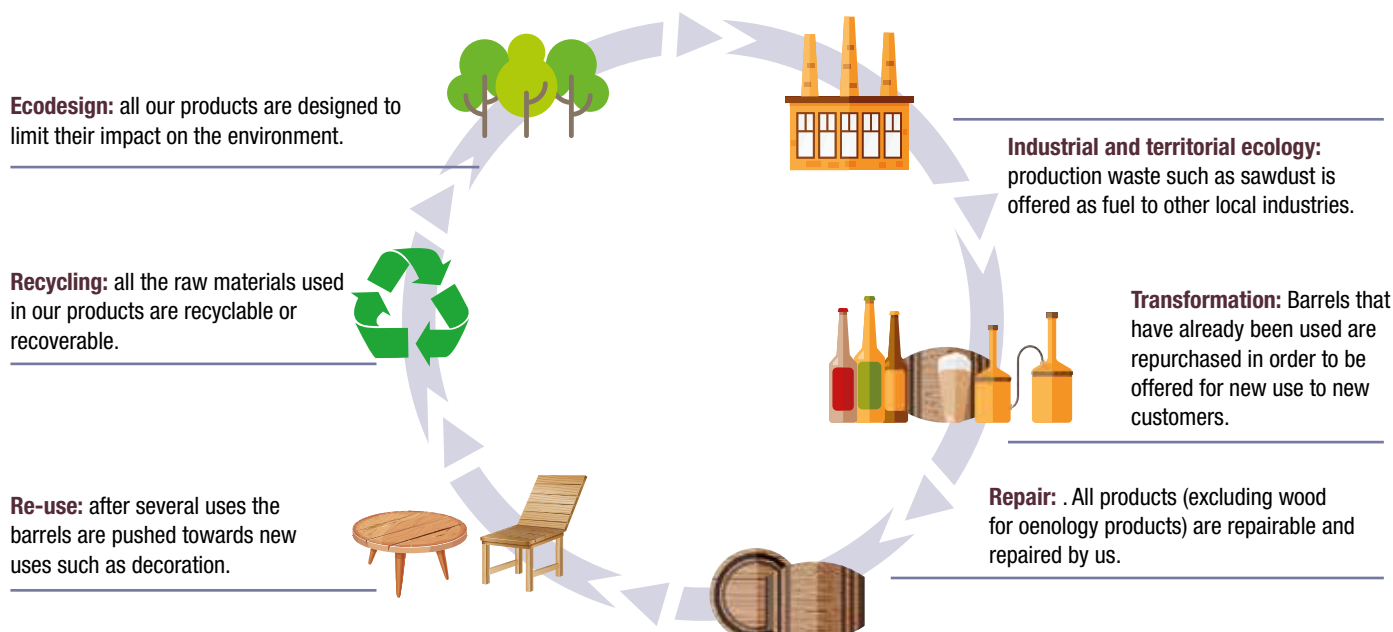 Ecodesign: all our products are designed to
limit their impact on the environment.
Industrial and territorial ecology:
production waste such as sawdust is
offered as fuel to other local industries.
Transformation: Barrels that
have already been used are
repurchased in order to be
offered for new use to new
customers.
Repair: . All products (excluding wood
for oenology products) are repairable and
repaired by us.
Re-use: after several uses the
barrels are pushed towards new
uses such as decoration.
Recycling: all the raw materials used
in our products are recyclable or
recoverable.